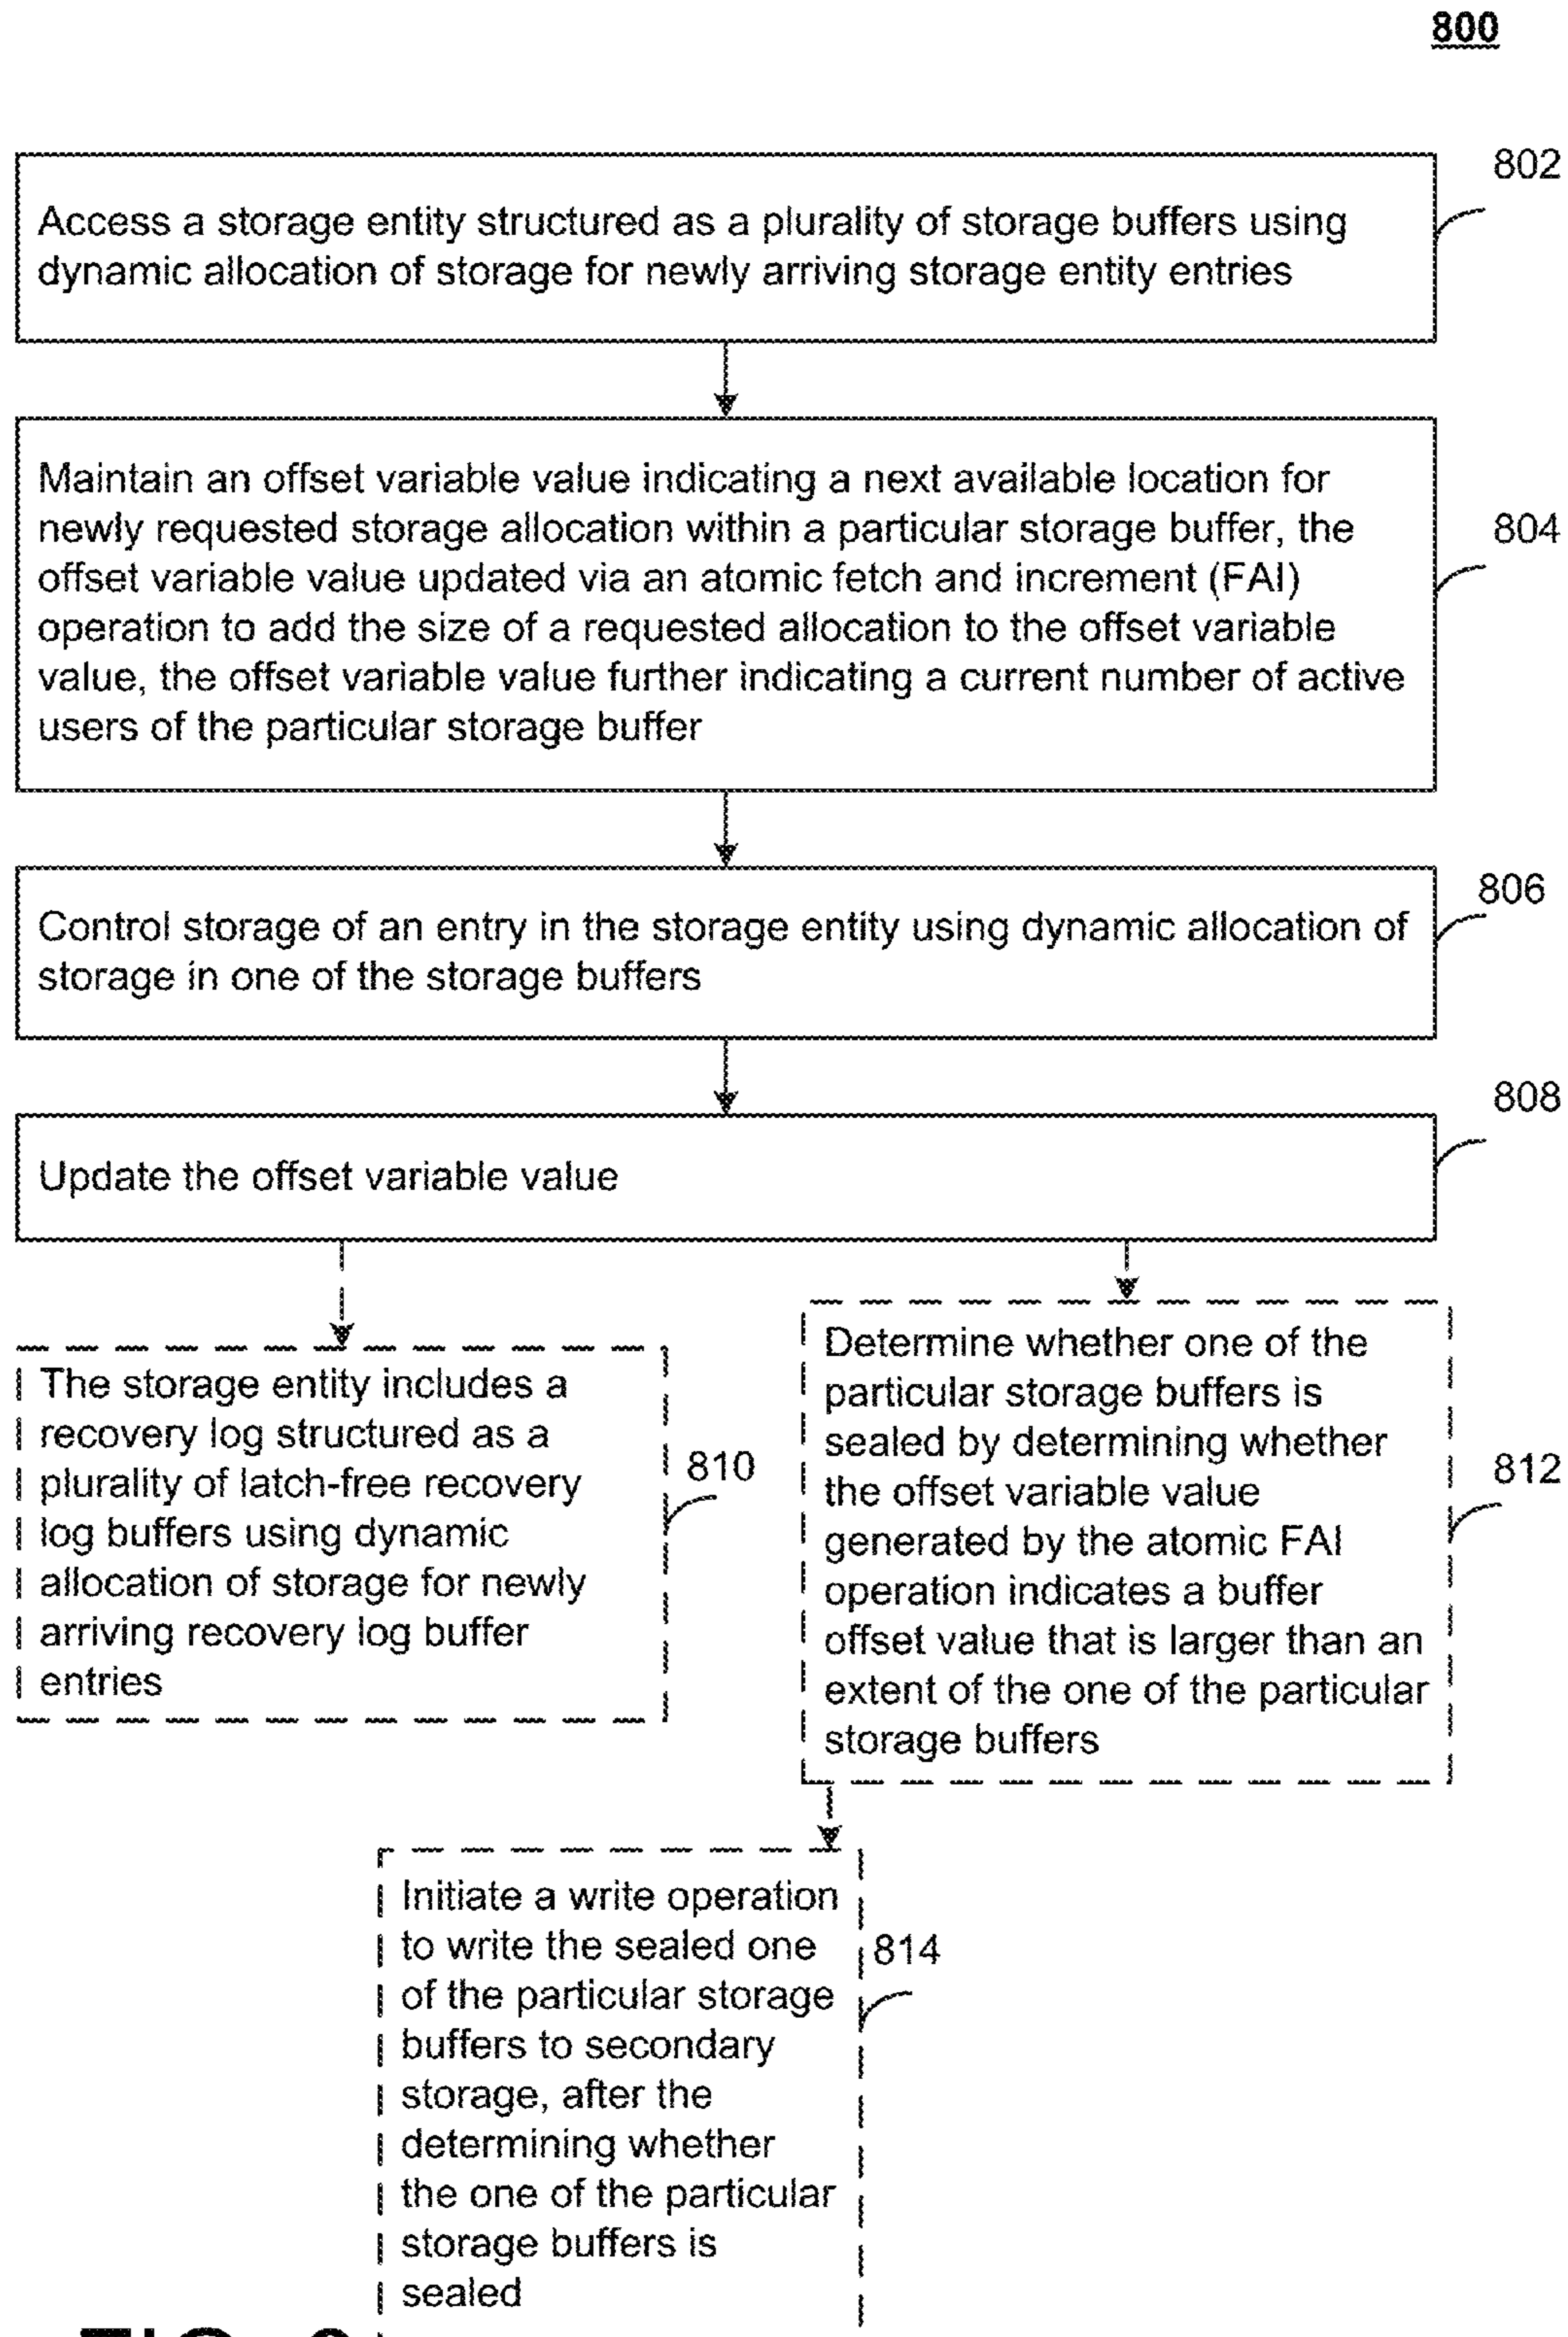 800
802
Access a storage entity structured as a plurality of storage buffers using
dynamic allocation of storage for newly arriving storage entity entries
Maintain an offset variable value indicating a next available location for
newly requested storage allocation within a particular storage buffer, the
offset variable value updated via an atomic fetch and increment (FAI)
operation to add the size of a requested allocation to the offset variable
value, the offset variable value further indicating a current number of active
users of the particular storage buffer
804
806
Control storage of an entry in the storage entity using dynamic allocation of
storage in one of the storage buffers
808
Update the offset variable value
The storage entity includes a
recovery log structured as a
plurality of latch-free recovery
log buffers using dynamic
allocation of storage for newly
arriving recovery log buffer
entries
810
Determine whether one of the
particular storage buffers is
sealed by determining whether
the offset variable value
generated by the atomic FAI
operation indicates a buffer
offset value that is larger than an
extent of the one of the particular
storage buffers
812
Initiate a write operation
to write the sealed one
of the particular storage
buffers to secondary
storage, after the
determining whether
the one of the particular
storage buffers is
sealed
814